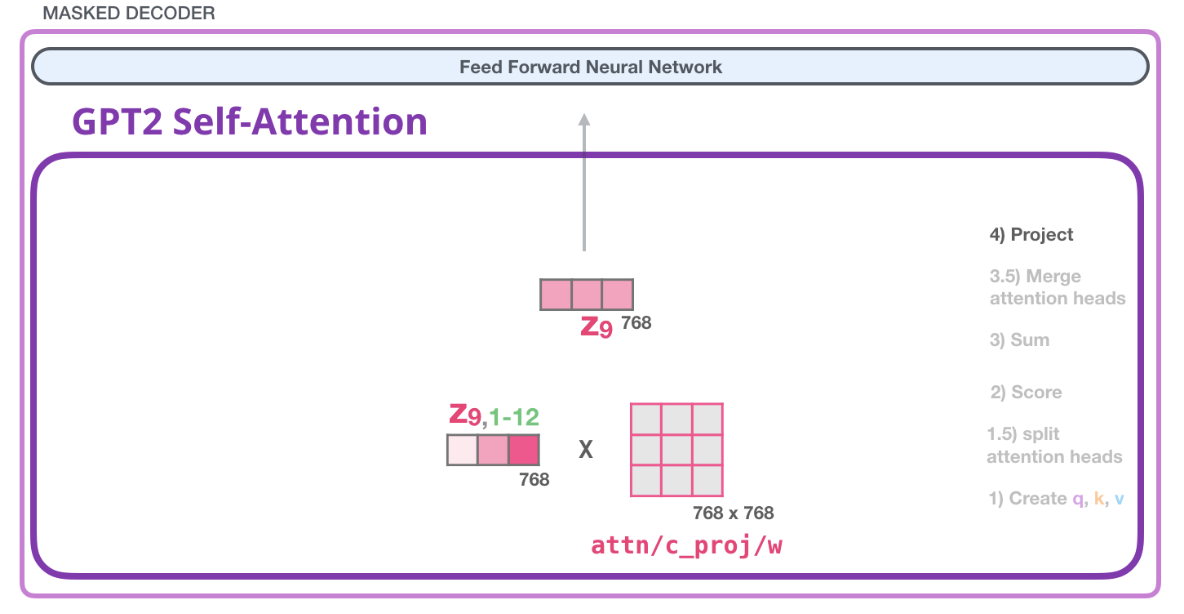 MASKED DECODER
Feed Forward Neural Network
GPT2 Self-Attention
4) Project
3.5) Merge
attention heads
3) Sum
2) Score
1.5) split
attention heads
1) Create q, k, v
z9 768
z9,1-12
768
X
768 x 768
attn/c_proj/w